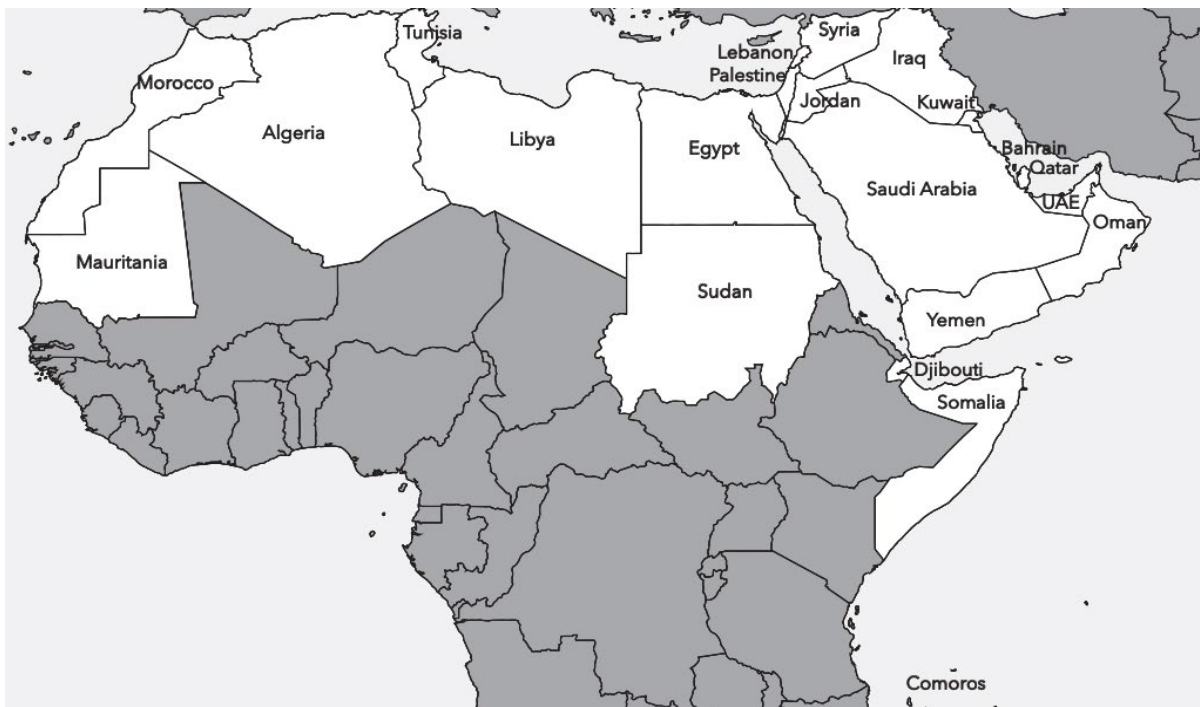 Tunisia
Syria
Lebanon
Iraq
Morocco
Palestine
Jordan
Kuwait
Algeria
Libya
Egypt
Bahrain
Qatar
Saudi Arabia
UAE
Oman
Mauritania
Sudan
Yemen
Djibouti
Somalia
Comoros